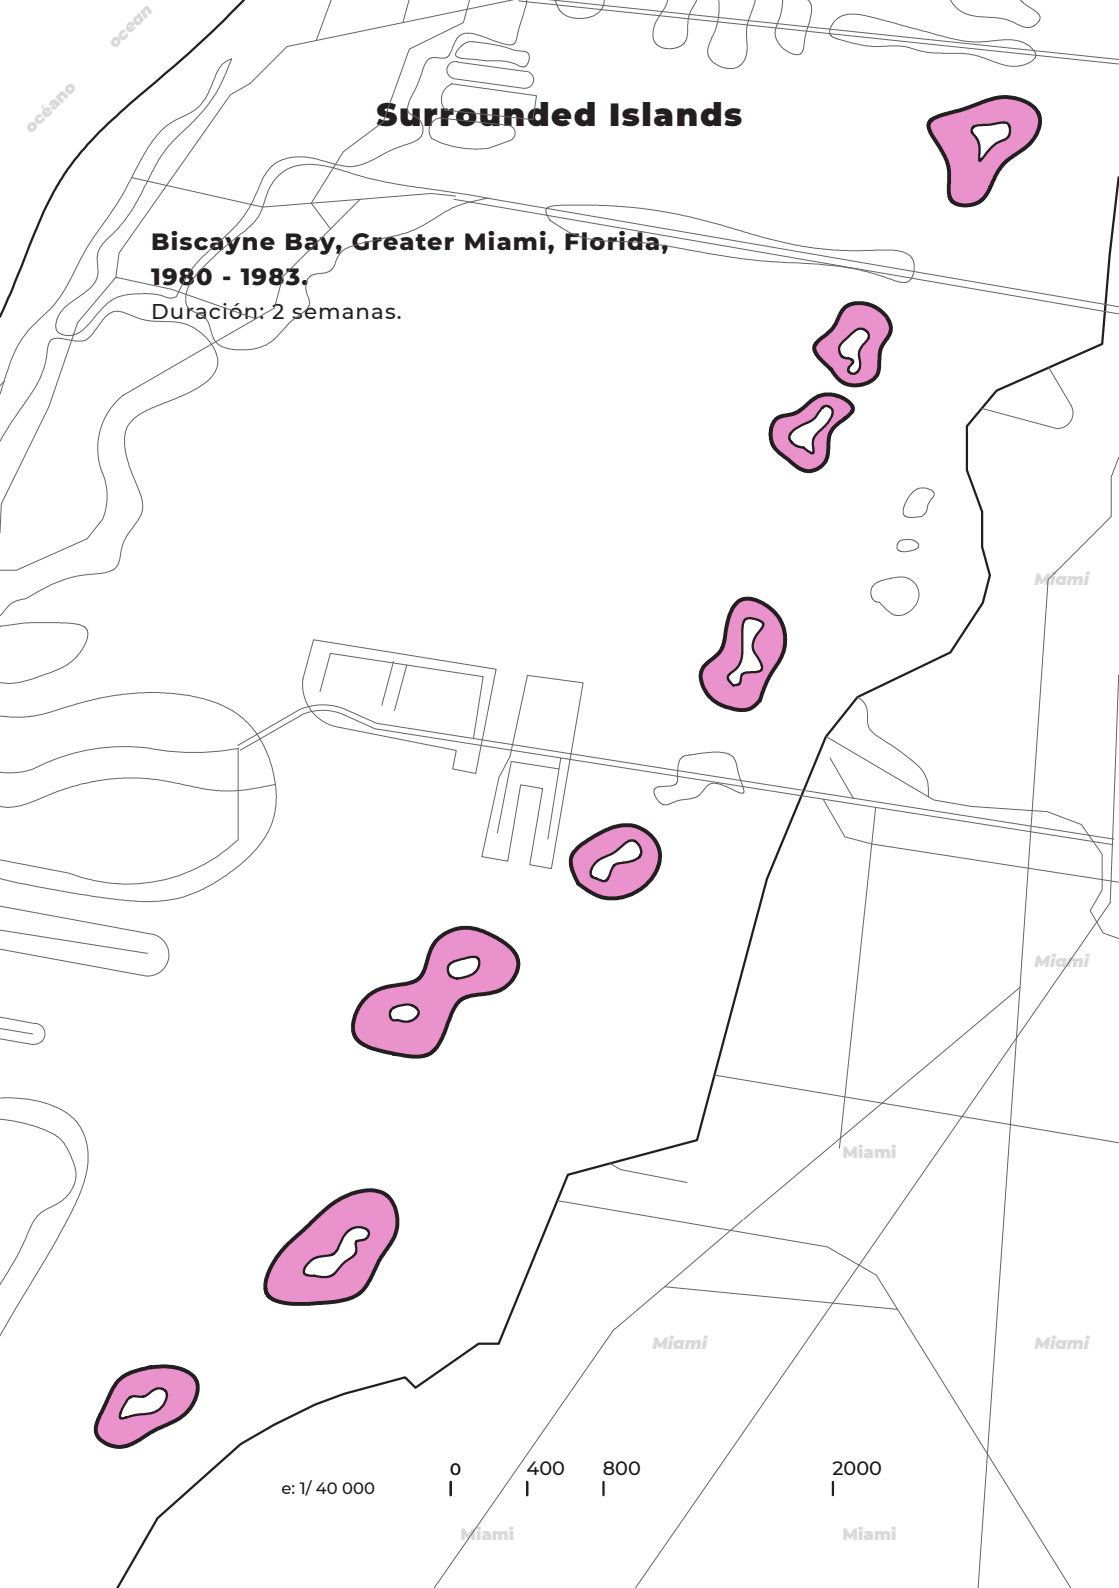 océan
océano
Surrounded Islands
Biscayne Bay, Greater Miami, Florida,
1980 - 1983.
Duración: 2 semanas.
Miami
Miami
Miami
Miami
Miami
e: 1/ 40 000
0 400 800 2000
Miami
Miami